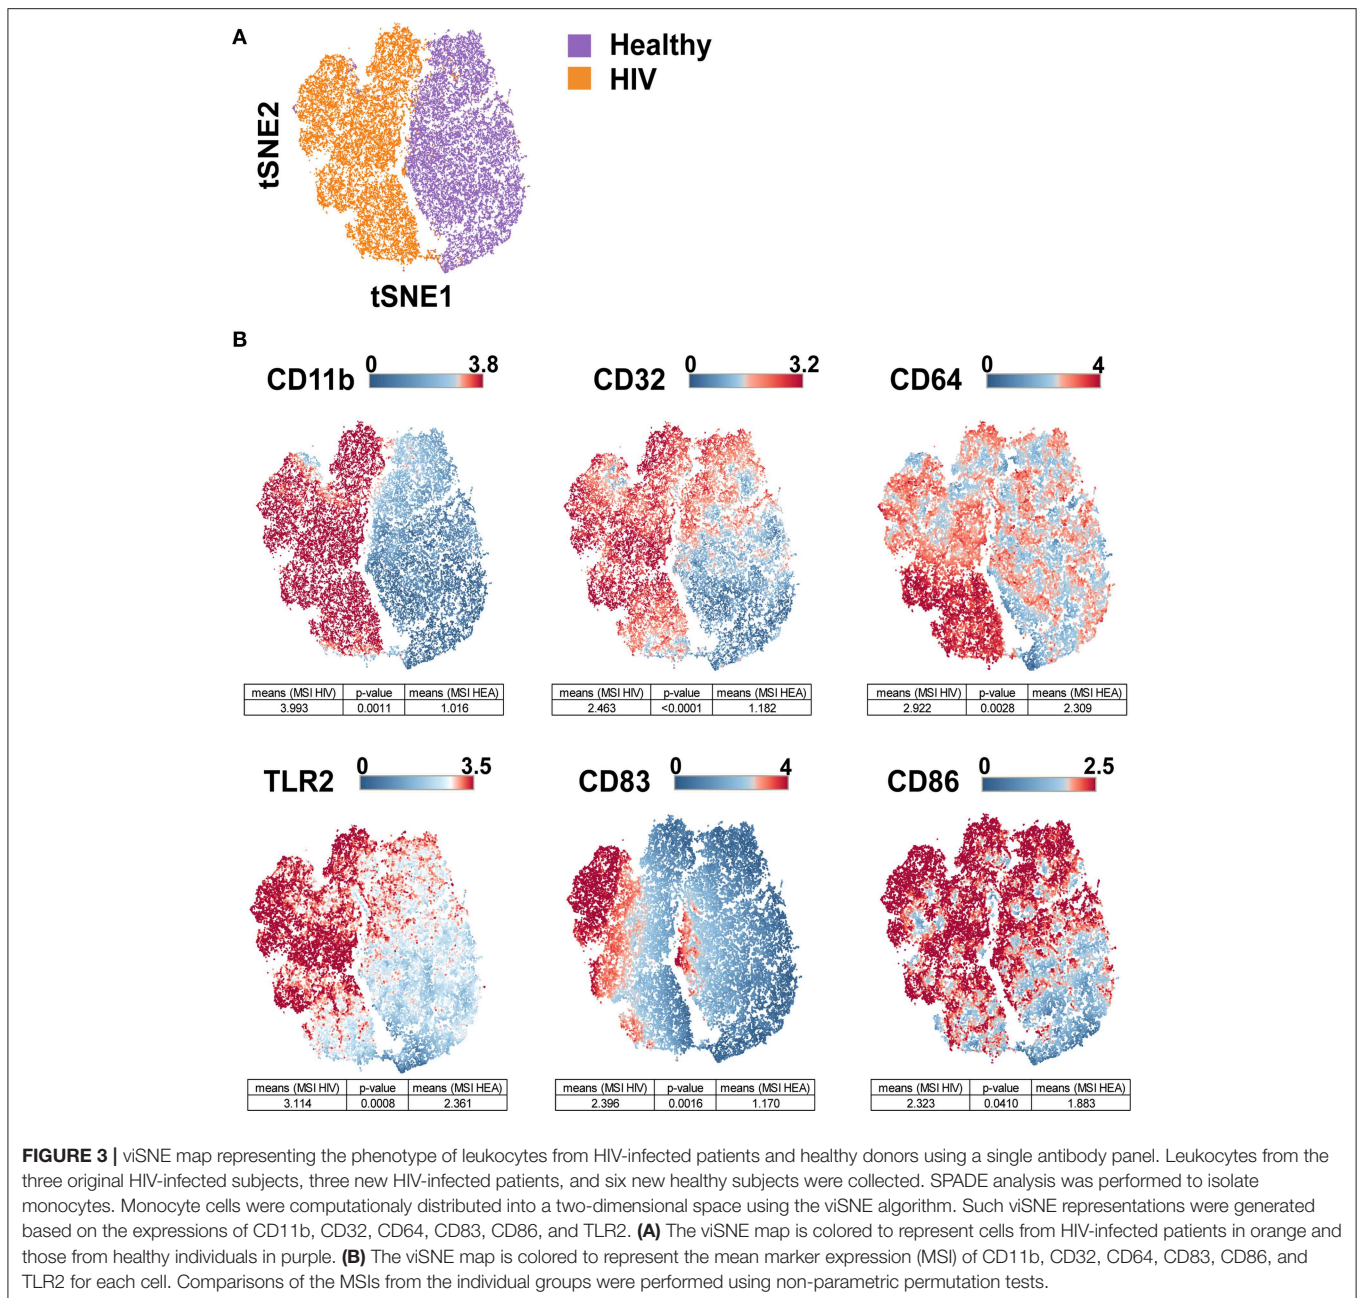 A
Healthy
HIV
tSNE2
tSNE1
B
CD11b 0 3.8
CD32 0 3.2
CD64 0 4
means (MSI HIV) p-value means (MSI HEA)
3.993 0.0011 1.016
means (MSI HIV) p-value means (MSI HEA)
2.463 <0.0001 1.182
means (MSI HIV) p-value means (MSI HEA)
2.922 0.0028 2.309
TLR2 0 3.5
CD83 0 4
CD86 0 2.5
means (MSI HIV) p-value means (MSI HEA)
3.114 0.0008 2.361
means (MSI HIV) p-value means (MSI HEA)
2.396 0.0016 1.170
means (MSI HIV) p-value means (MSI HEA)
2.323 0.0410 1.883
FIGURE 3 | viSNE map representing the phenotype of leukocytes from HIV-infected patients and healthy donors using a single antibody panel. Leukocytes from the
three original HIV-infected subjects, three new HIV-infected patients, and six new healthy subjects were collected. SPADE analysis was performed to isolate
monocytes. Monocyte cells were computationaly distributed into a two-dimensional space using the viSNE algorithm. Such viSNE representations were generated
based on the expressions of CD11b, CD32, CD64, CD83, CD86, and TLR2. (A) The viSNE map is colored to represent cells from HIV-infected patients in orange and
those from healthy individuals in purple. (B) The viSNE map is colored to represent the mean marker expression (MSI) of CD11b, CD32, CD64, CD83, CD86, and
TLR2 for each cell. Comparisons of the MSIs from the individual groups were performed using non-parametric permutation tests.